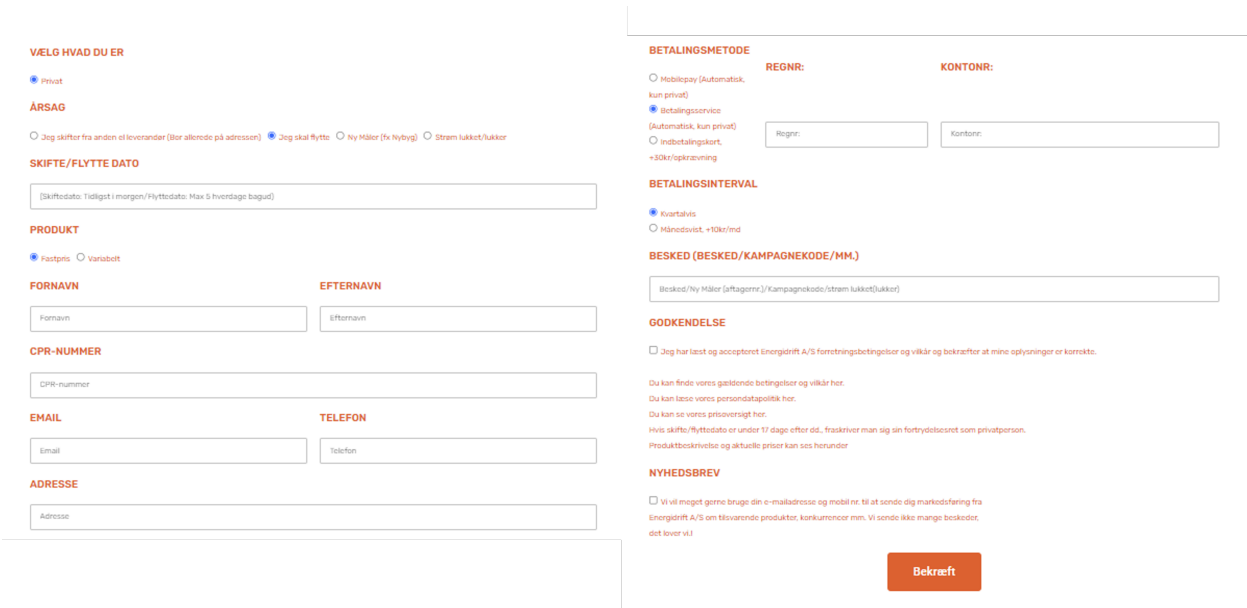 VÆLG HVAD DU ER
Privat
ÅRSAG
Jeg skifter fra anden el leverandør (Bor allerede på adressen) Jeg skal flytte Ny Måler (fx Nybyg) Strøm lukket/lukker
SKIFTE/FLYTTE DATO
(Skiftedato: Tidligst i morgen/Flyttedato: Max 5 hverdage bagud)
PRODUKT
Fastpris Variabelt
FORNAVN EFTERNAVN
Fornavn Efternavn
CPR-NUMMER
CPR-nummer
EMAIL TELEFON
Email Telefon
ADRESSE
Adresse
BETALINGSMETODE
REGNR: KONTONR:
Mobilepay (Automatisk,
kun privat)
Betalingsservice
(Automatisk, kun privat)
Regnr: Kontonr:
Indbetalingskort,
+30kr/opkrævning
BETALINGSINTERVAL
Kvartalvis
Månedsvist, +10kr/md
BESKED (BESKED/KAMPAGNEKODE/MM.)
Besked/Ny Måler (aftagernr.)/Kampagnekode/strøm lukket(lukker)
GODKENDELSE
Jeg har læst og accepteret Energidrift A/S forretningsbetingelser og vilkår og bekræfter at mine oplysninger er korrekte.
Du kan finde vores gældende betingelser og vilkår her.
Du kan læse vores persondatapolitik her.
Du kan se vores prisoversigt her.
Hvis skifte/flyttedato er under 17 dage efter dd., fraskriver man sig sin fortrydelsesret som privatperson.
Produktbeskrivelse og aktuelle priser kan ses herunder
NYHEDSBREV
Vi vil meget gerne bruge din e-mailadresse og mobil nr. til at sende dig markedsføring fra
Energidrift A/S om tilsvarende produkter, konkurrencer mm. Vi sende ikke mange beskeder,
det lover vi.!
Bekræft